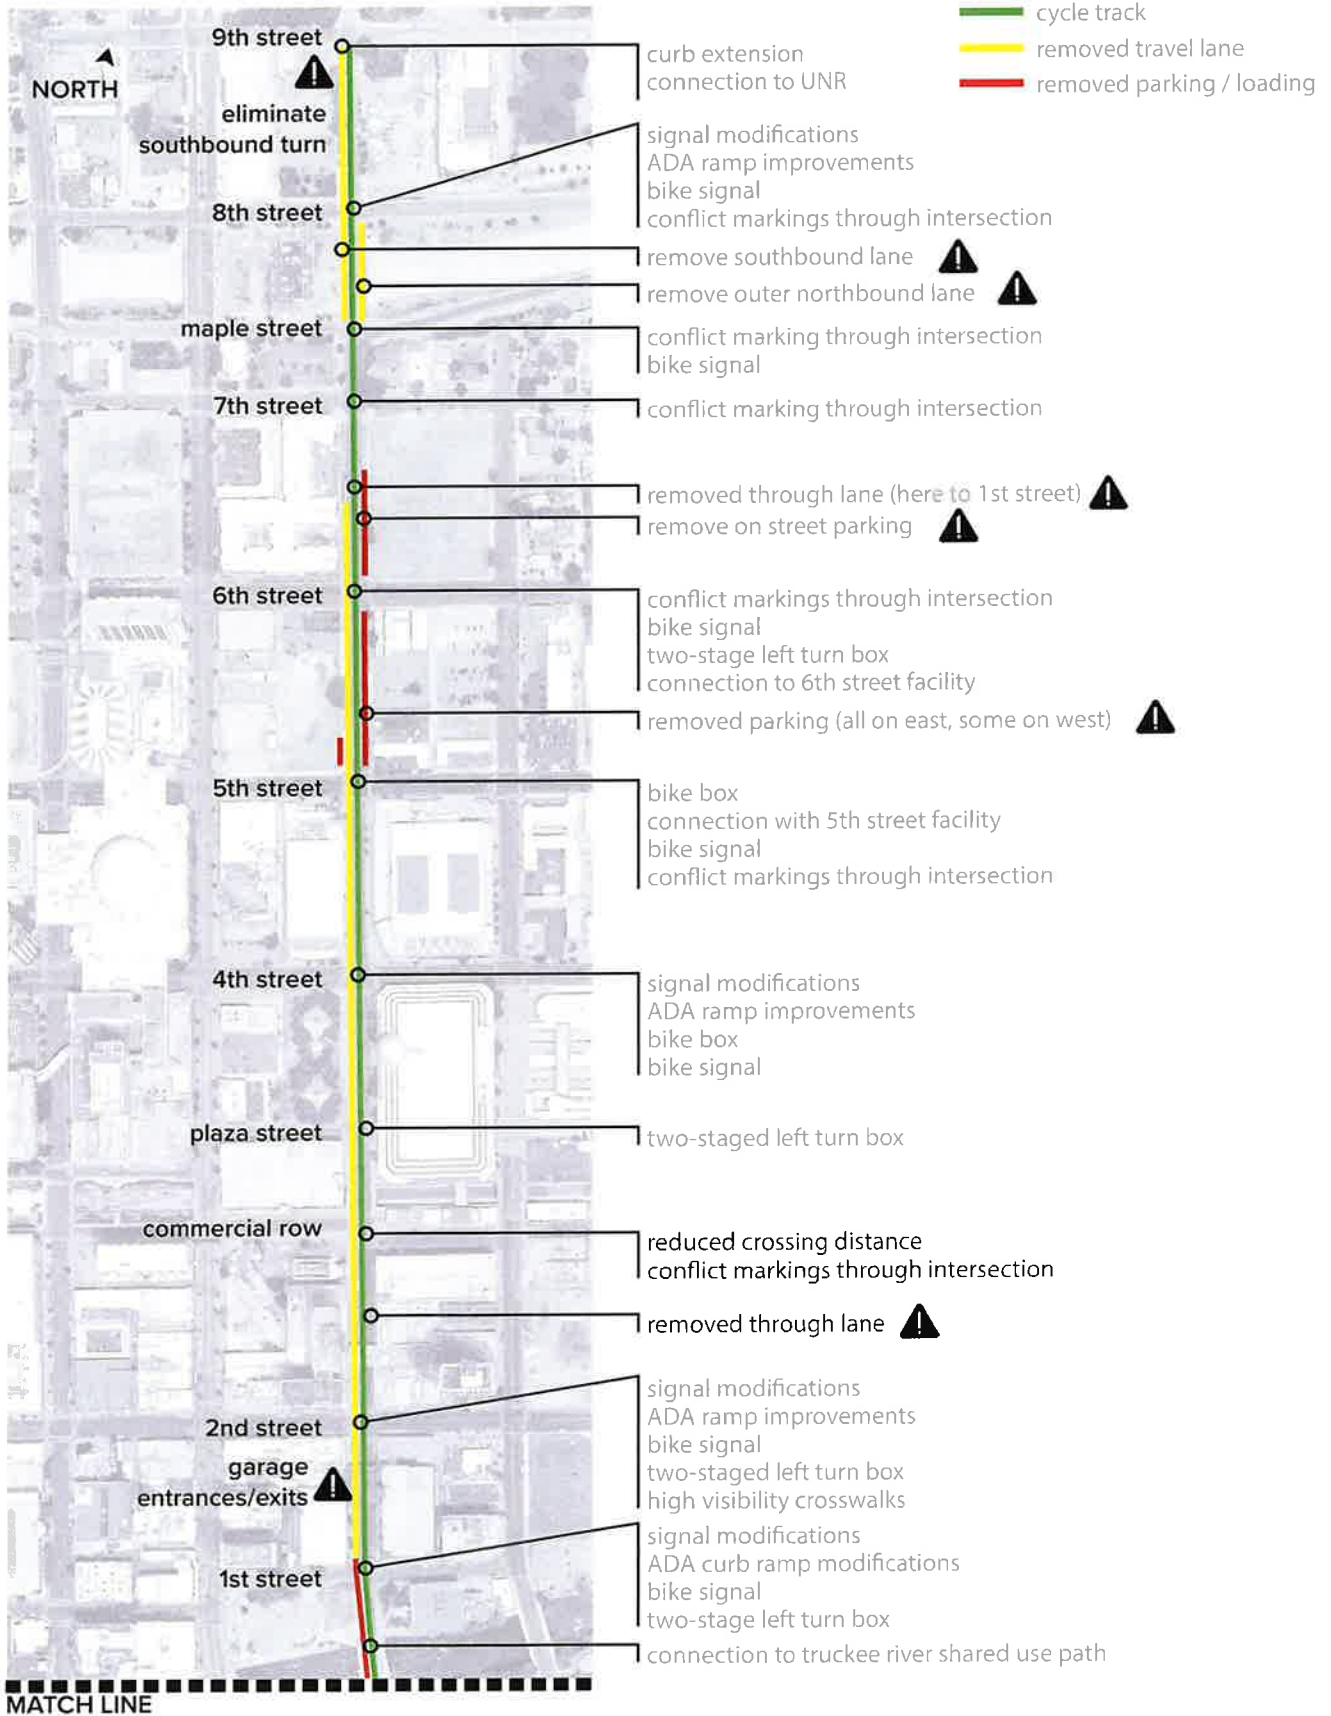 cycle track
removed travel lane
removed parking / loading
NORTH
9th street
eliminate
southbound turn
curb extension
connection to UNR
8th street
signal modifications
ADA ramp improvements
bike signal
conflict markings through intersection
remove southbound lane
remove outer northbound lane
maple street
conflict marking through intersection
bike signal
7th street
conflict marking through intersection
removed through lane (here to 1st street)
remove on street parking
6th street
conflict markings through intersection
bike signal
two-stage left turn box
connection to 6th street facility
removed parking (all on east, some on west)
5th street
bike box
connection with 5th street facility
bike signal
conflict markings through intersection
4th street
signal modifications
ADA ramp improvements
bike box
bike signal
plaza street
two-staged left turn box
commercial row
reduced crossing distance
conflict markings through intersection
removed through lane
2nd street
signal modifications
ADA ramp improvements
bike signal
two-staged left turn box
high visibility crosswalks
garage
entrances/exits
1st street
signal modifications
ADA curb ramp modifications
bike signal
two-stage left turn box
connection to truckee river shared use path
MATCH LINE